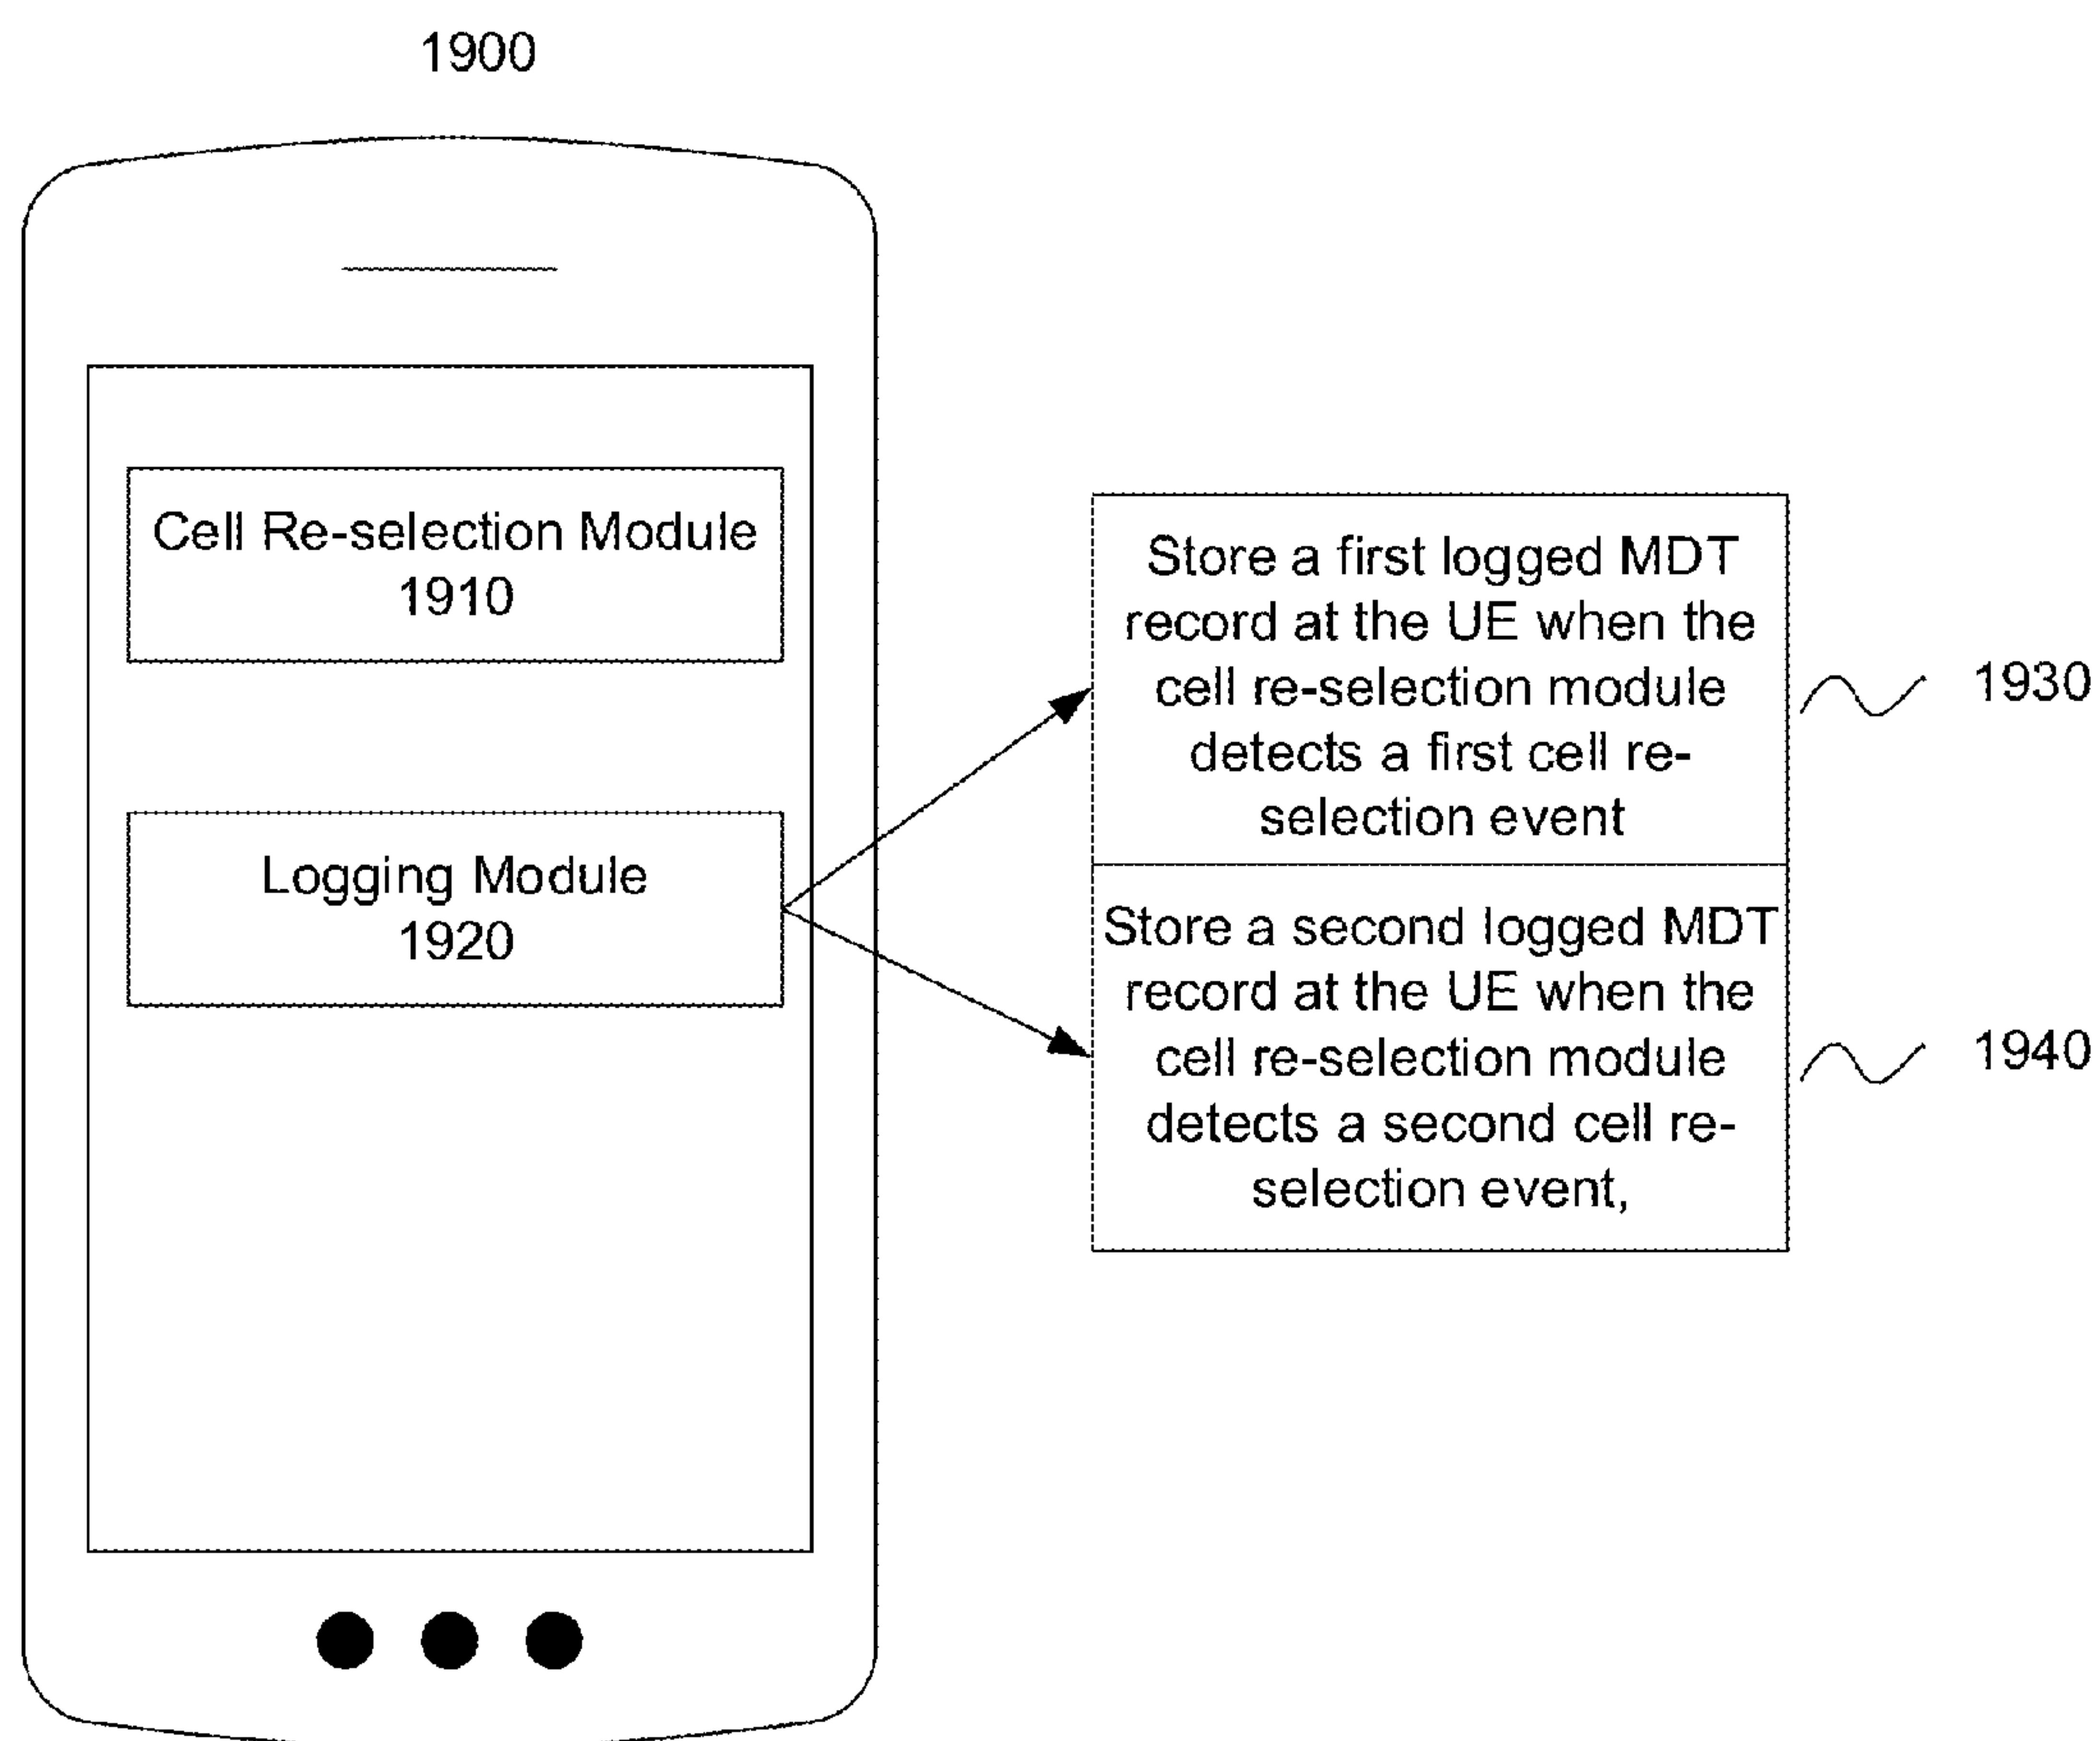 1900
Cell Re-selection Module
1910
Logging Module
1920
Store a first logged MDT
record at the UE when the
cell re-selection module
detects a first cell re-
selection event
1930
Store a second logged MDT
record at the UE when the
cell re-selection module
detects a second cell re-
selection event,
1940